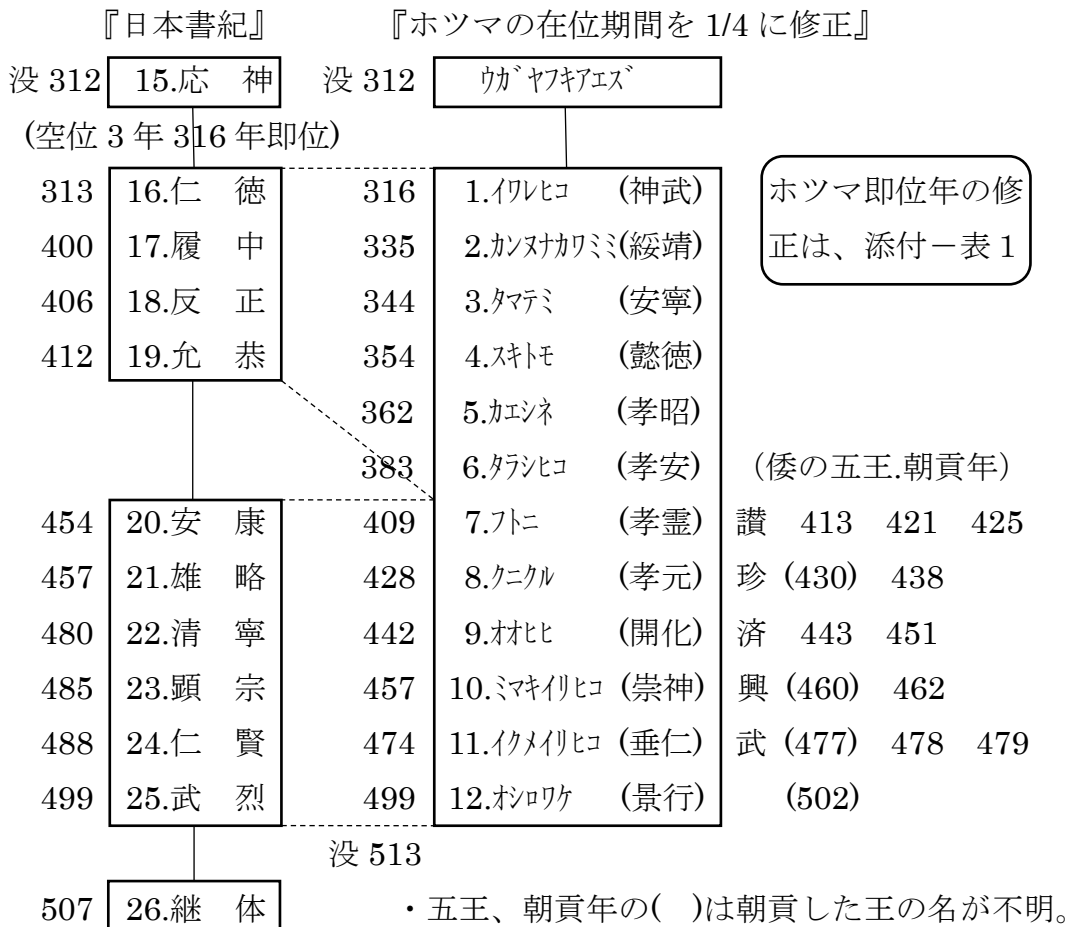 『日本書紀』 『ホツマの在位期間を 1/4 に修正』
没 312 15.応 神 没 312 ウガヤフキアエズ
(空位 3 年 316 年即位)
313 16.仁 徳 316 1.イワレヒコ (神武) ホツマ即位年の修
400 17.履 中 335 2.カンヌナカワミミ(綏靖) 正は、添付－表 1
406 18.反 正 344 3.タマテミ (安寧)
412 19.允 恭 354 4.スキトモ (懿徳)
362 5.カエシネ (孝昭)
383 6.タラシヒコ (孝安) (倭の五王.朝貢年)
454 20.安 康 409 7.フトニ (孝霊) 讃 413 421 425
457 21.雄 略 428 8.クニクル (孝元) 珍 (430) 438
480 22.清 寧 442 9.オオヒヒ (開化) 済 443 451
485 23.顕 宗 457 10.ミマキイリヒコ (崇神) 興 (460) 462
488 24.仁 賢 474 11.イクメイリヒコ (垂仁) 武 (477) 478 479
499 25.武 烈 499 12.オシロワケ (景行) (502)
没 513
507 26.継 体 ・五王、朝貢年の( )は朝貢した王の名が不明。